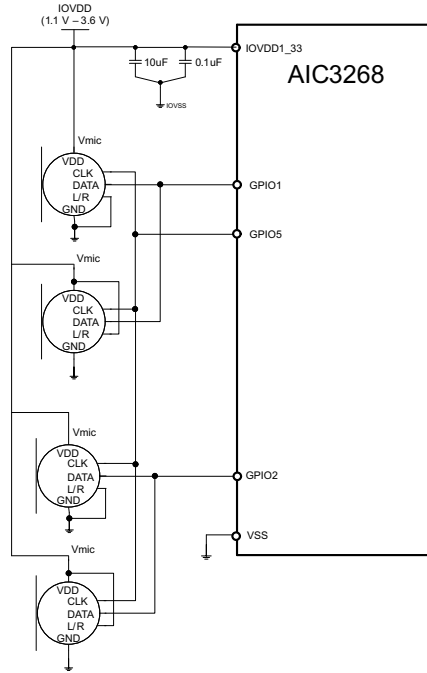 IOVDD
(1.1 V – 3.6 V)
IOVDD1_33
10uF
0.1uF
IOVSS
AIC3268
Vmic
VDD
CLK
DATA
L/R
GND
GPIO1
GPIO5
Vmic
VDD
CLK
DATA
L/R
GND
Vmic
VDD
CLK
DATA
L/R
GND
GPIO2
VSS
Vmic
VDD
CLK
DATA
L/R
GND